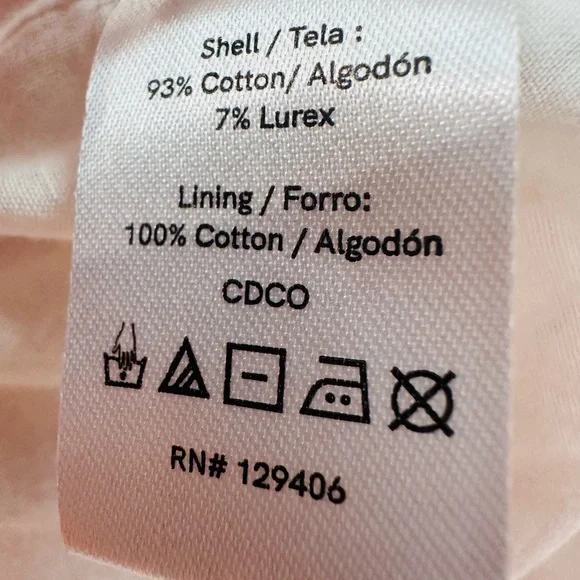 Shell / Tela :
93% Cotton/ Algodón
7% Lurex
Lining / Forro:
100% Cotton / Algodón
CDCO
RN# 129406